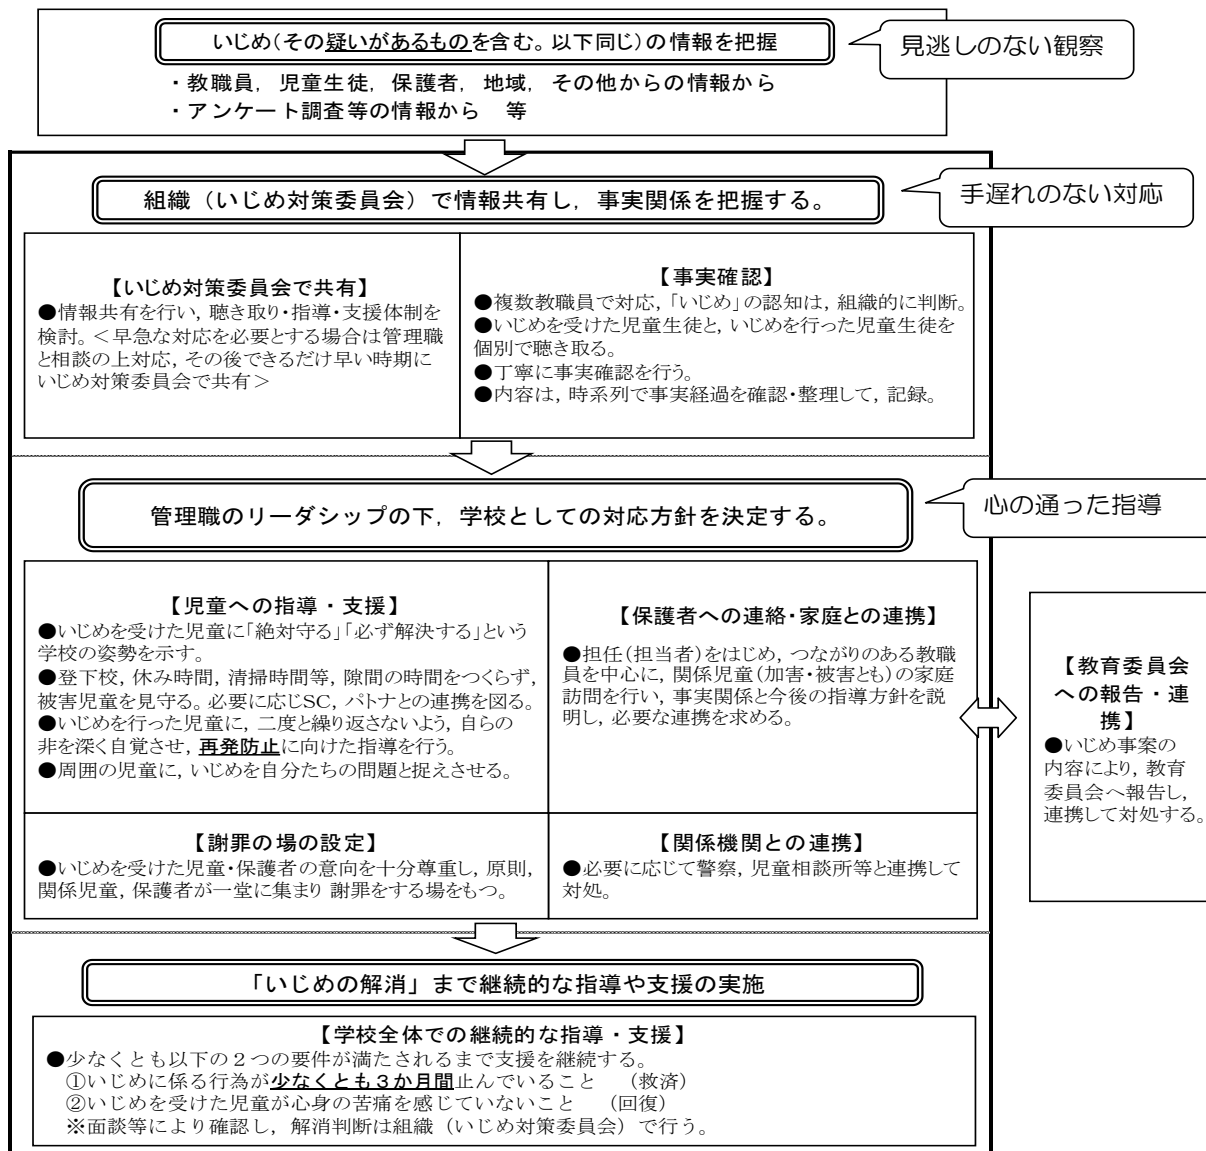 いじめ（その疑いがあるものを含む。以下同じ）の情報を把握
見逃しのない観察
・教職員，児童生徒，保護者，地域，その他からの情報から
・アンケート調査等の情報から　等
組織（いじめ対策委員会）で情報共有し，事実関係を把握する。
手遅れのない対応
【いじめ対策委員会で共有】
●情報共有を行い，聴き取り・指導・支援体制を
検討。＜早急な対応を必要とする場合は管理職
と相談の上対応，その後できるだけ早い時期に
いじめ対策委員会で共有＞
【事実確認】
●複数教職員で対応，「いじめ」の認知は，組織的に判断。
●いじめを受けた児童生徒と，いじめを行った児童生徒を
個別で聴き取る。
●丁寧に事実確認を行う。
●内容は，時系列で事実経過を確認・整理して，記録。
管理職のリーダシップの下，学校としての対応方針を決定する。
心の通った指導
【児童への指導・支援】
●いじめを受けた児童に「絶対守る」「必ず解決する」という
学校の姿勢を示す。
●登下校，休み時間，清掃時間等，隙間の時間をつくらず，
被害児童を見守る。必要に応じSC，パトナとの連携を図る。
●いじめを行った児童に，二度と繰り返さないよう，自らの
非を深く自覚させ，再発防止に向けた指導を行う。
●周囲の児童に，いじめを自分たちの問題と捉えさせる。
【保護者への連絡・家庭との連携】
●担任（担当者）をはじめ，つながりのある教職
員を中心に，関係児童（加害・被害とも）の家庭
訪問を行い，事実関係と今後の指導方針を説
明し，必要な連携を求める。
【教育委員会
への報告・連
携】
●いじめ事案の
内容により，教育
委員会へ報告し，
連携して対処する。
【謝罪の場の設定】
●いじめを受けた児童・保護者の意向を十分尊重し，原則，
関係児童，保護者が一堂に集まり 謝罪をする場をもつ。
【関係機関との連携】
●必要に応じて警察，児童相談所等と連携して
対処。
「いじめの解消」まで継続的な指導や支援の実施
【学校全体での継続的な指導・支援】
●少なくとも以下の２つの要件が満たされるまで支援を継続する。
①いじめに係る行為が少なくとも３か月間止んでいること　（救済）
②いじめを受けた児童が心身の苦痛を感じていないこと　（回復）
※面談等により確認し，解消判断は組織（いじめ対策委員会）で行う。